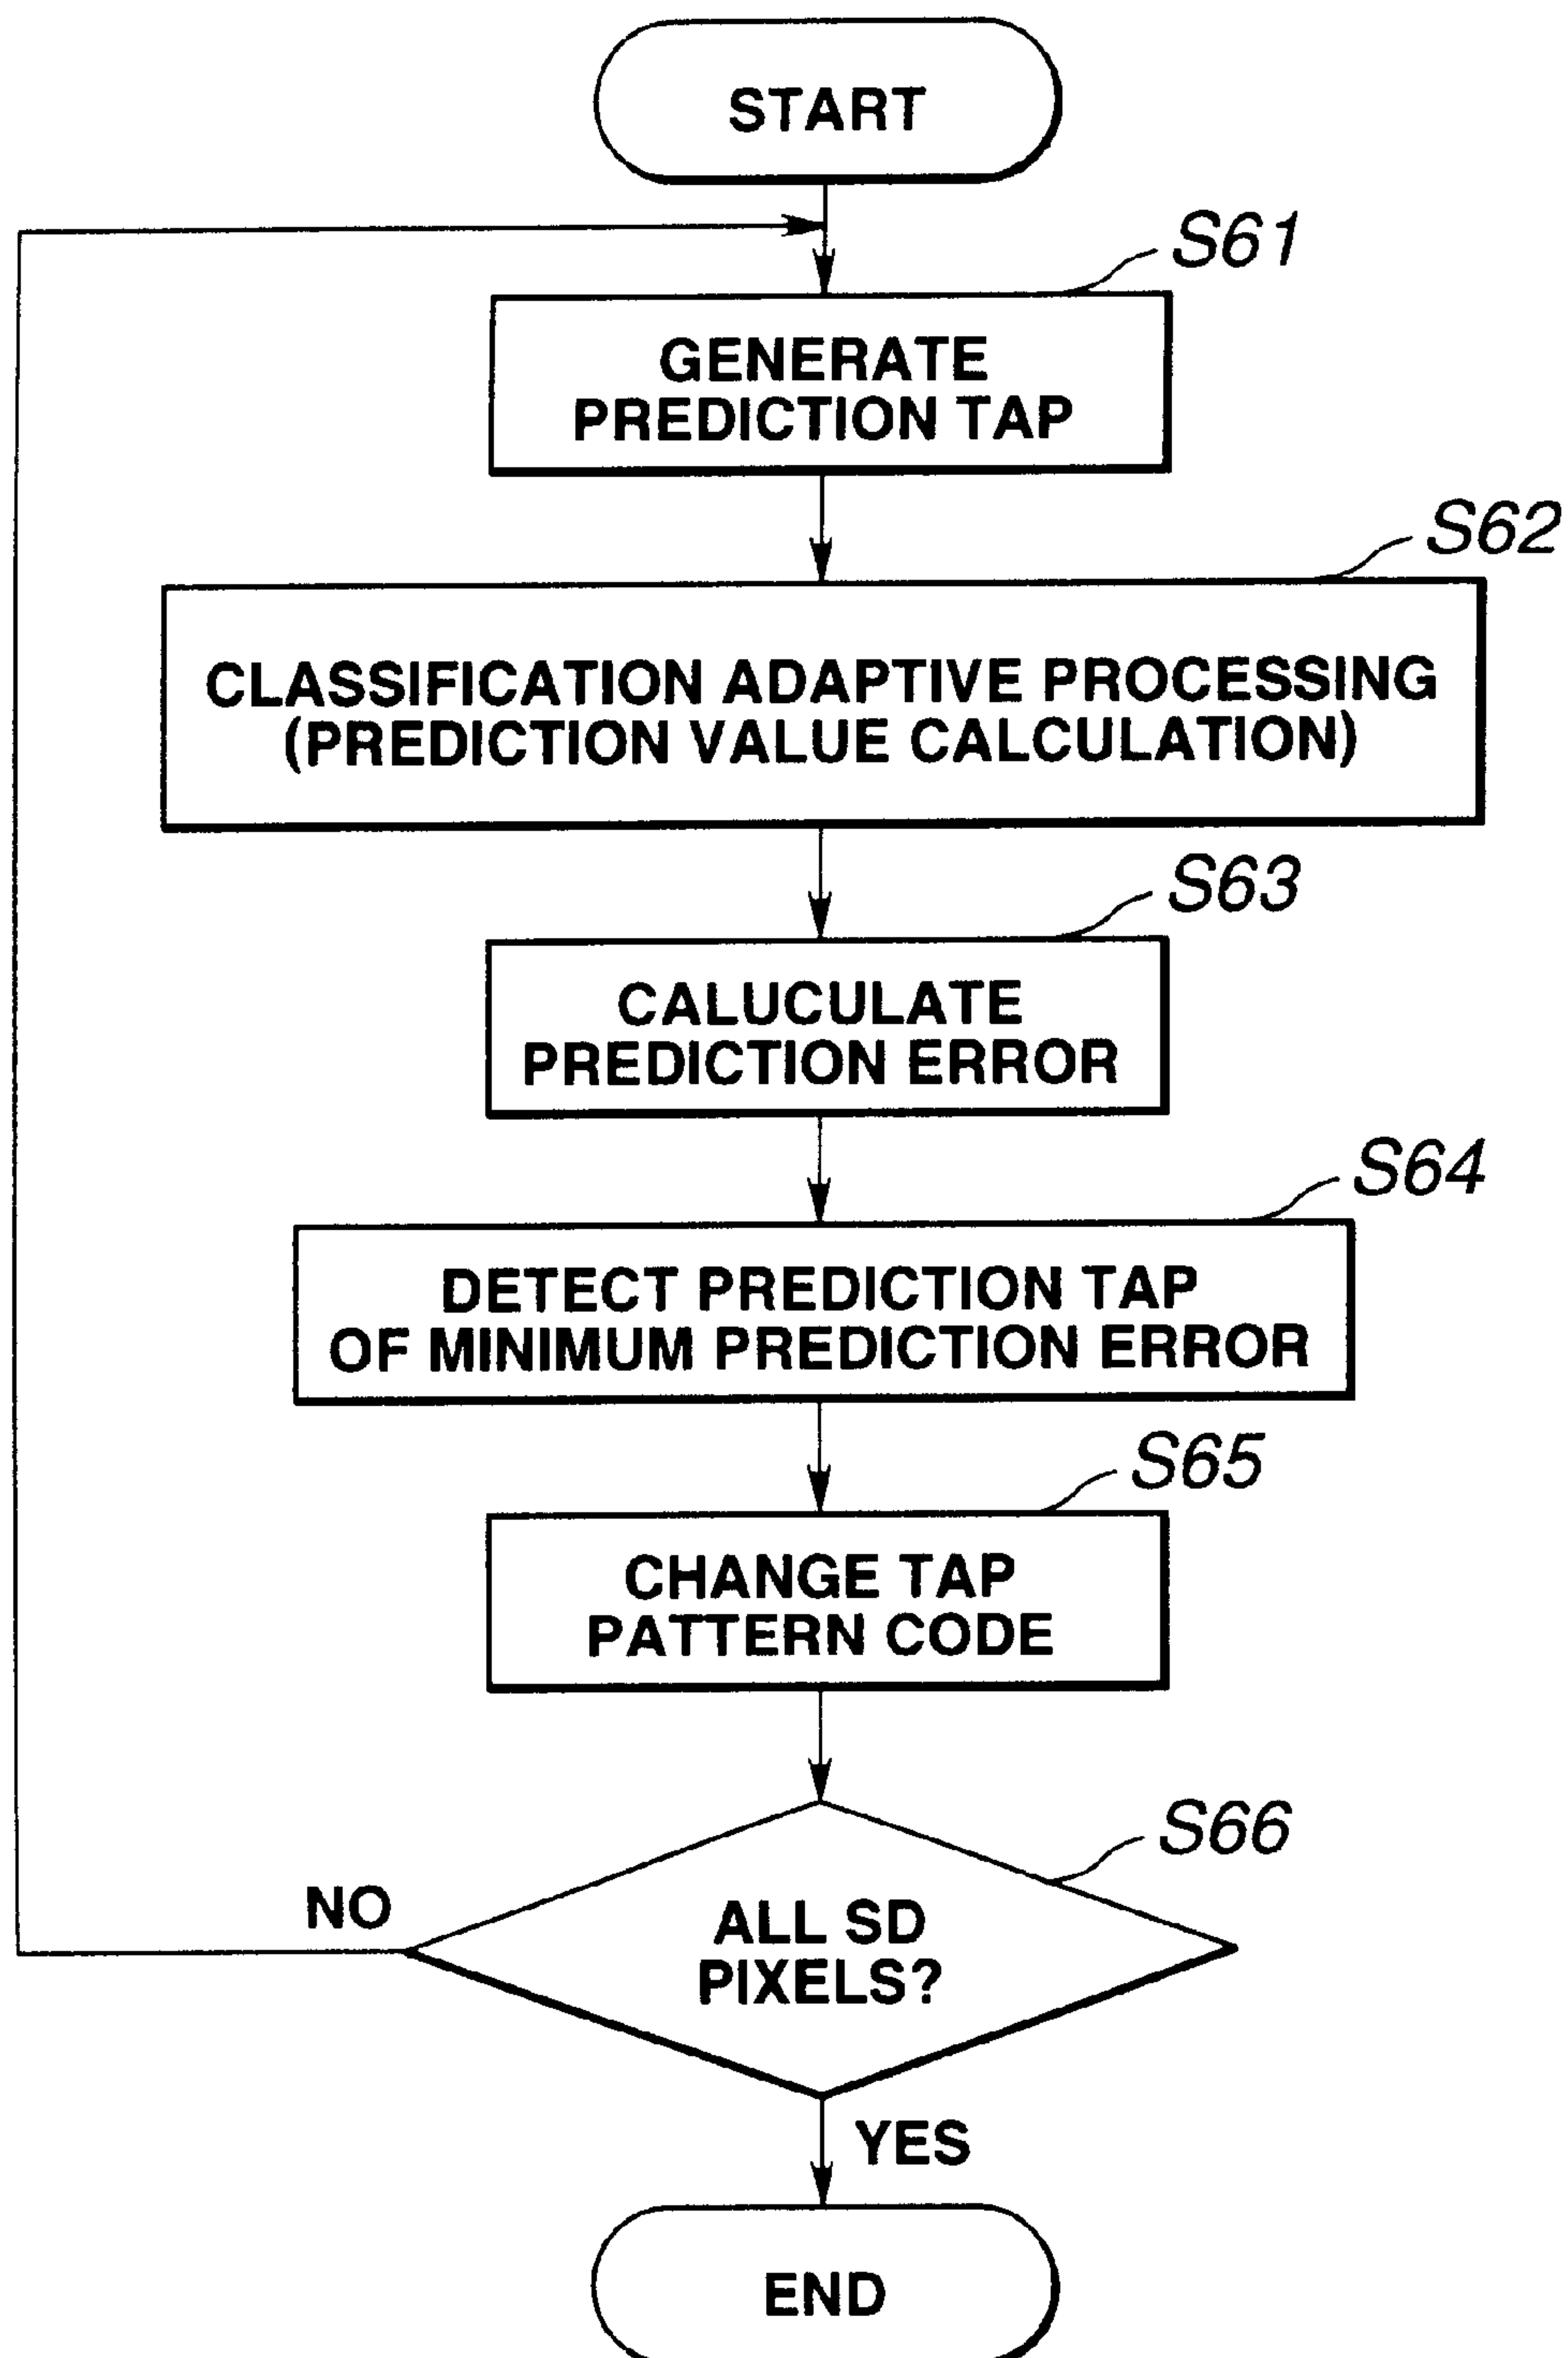 START
S61
GENERATE
PREDICTION TAP
S62
CLASSIFICATION ADAPTIVE PROCESSING
(PREDICTION VALUE CALCULATION)
S63
CALUCULATE
PREDICTION ERROR
S64
DETECT PREDICTION TAP
OF MINIMUM PREDICTION ERROR
S65
CHANGE TAP
PATTERN CODE
S66
NO
ALL SD
PIXELS?
YES
END